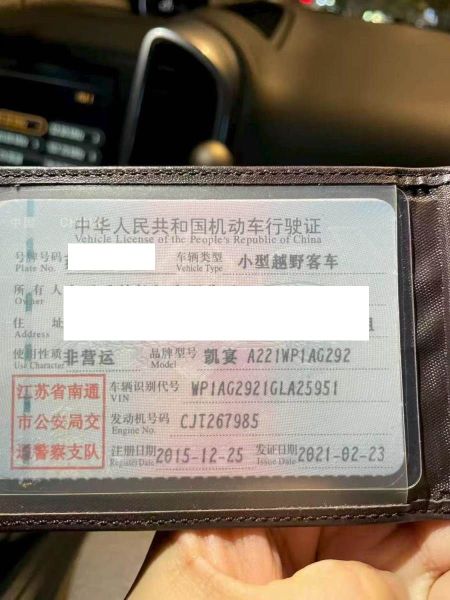 中华人民共和国机动车行驶证
Vehicle License of the People's Republic of China
号牌号码 车辆类型 小型越野客车
Plate No. Vehicle Type
所有人
Owner
住址
Address
使用性质 非营运 品牌型号 凯宴 A221WP1AG292
Use Character Model
江苏省南通
市公安局交
通警察支队
车辆识别代号 WP1AG2921GLA25951
VIN
发动机号码 CJT267985
Engine No.
注册日期 2015-12-25 发证日期 2021-02-23
Register Date Issue Date